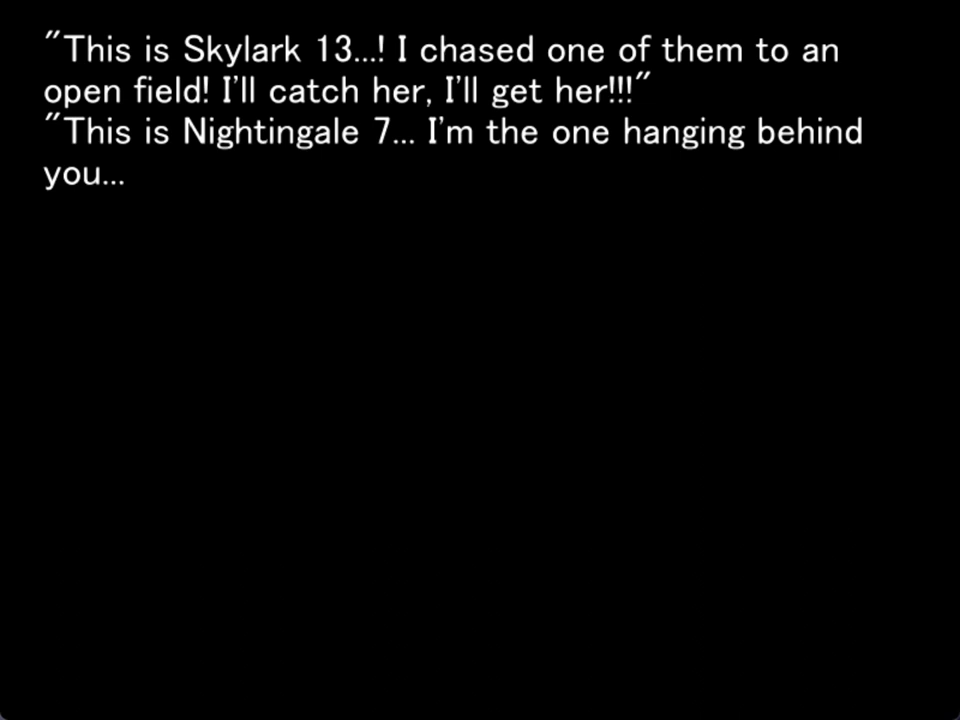 "This is Skylark 13...! I chased one of them to an
open field! I'll catch her, I'll get her!!!"
"This is Nightingale 7... I'm the one hanging behind
you...